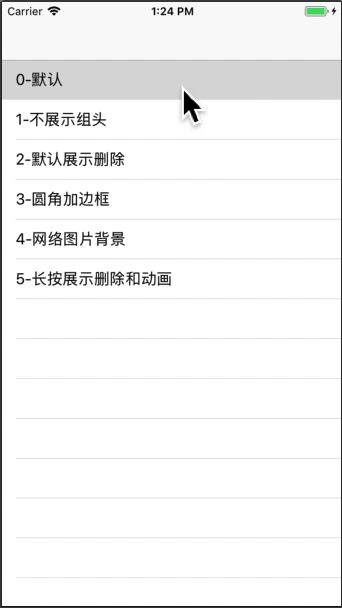 Carrier 1:24 PM
0-默认
1-不展示组头
2-默认展示删除
3-圆角加边框
4-网络图片背景
5-长按展示删除和动画